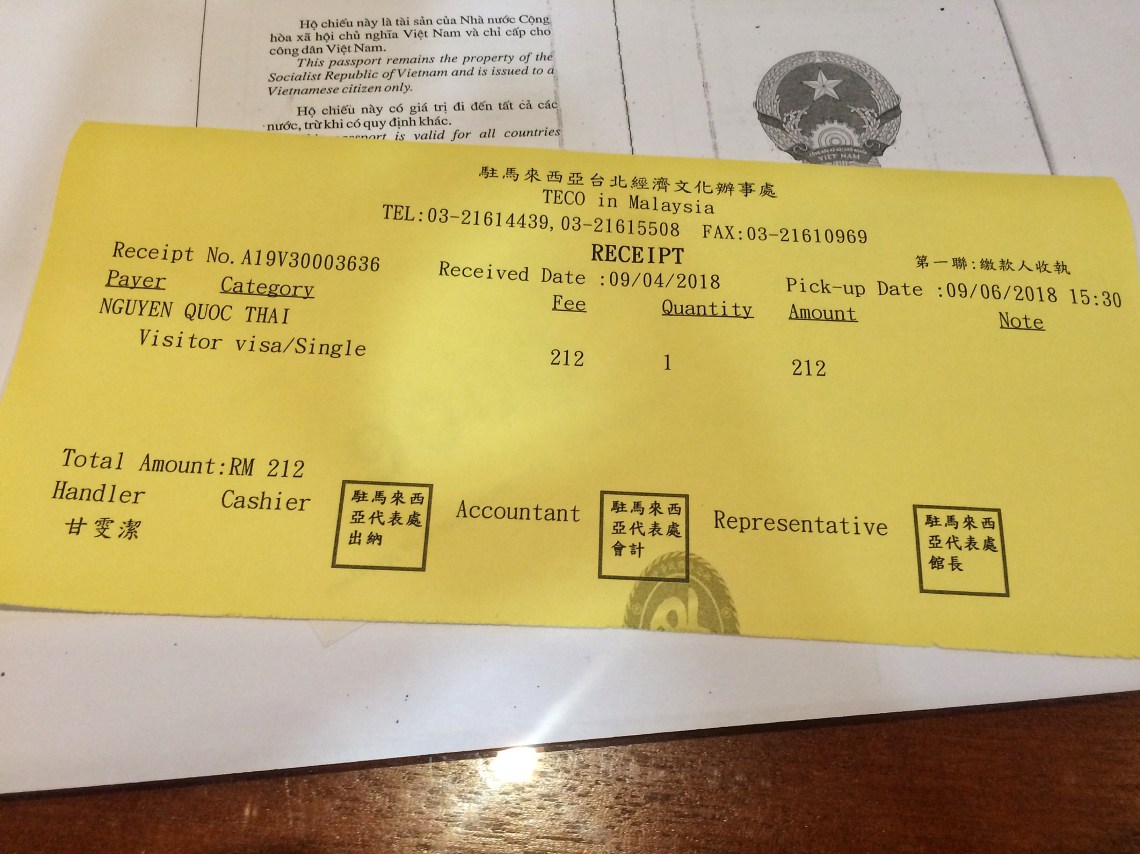 Hộ chiếu này là tài sản của Nhà nước Cộng
hòa xã hội chủ nghĩa Việt Nam và chỉ cấp cho
công dân Việt Nam.
This passport remains the property of the
Socialist Republic of Vietnam and is issued to a
Vietnamese citizen only.
Hộ chiếu này có giá trị đi đến tất cả các
nước, trừ khi có quy định khác.
is valid for all countries
VIỆT NAM
駐馬來西亞台北經濟文化辦事處
TECO in Malaysia
TEL:03-21614439,03-21615508 FAX:03-21610969
RECEIPT
第一聯:繳款人收執
Receipt No. A19V30003636 Received Date :09/04/2018 Pick-up Date :09/06/2018 15:30
Payer Category Fee Quantity Amount Note
NGUYEN QUOC THAI
Visitor visa/Single 212 1 212
Total Amount:RM 212
Handler Cashier Accountant Representative
甘雯潔
駐馬來西
亞代表處
出納
駐馬來西
亞代表處
會計
駐馬來西
亞代表處
館長